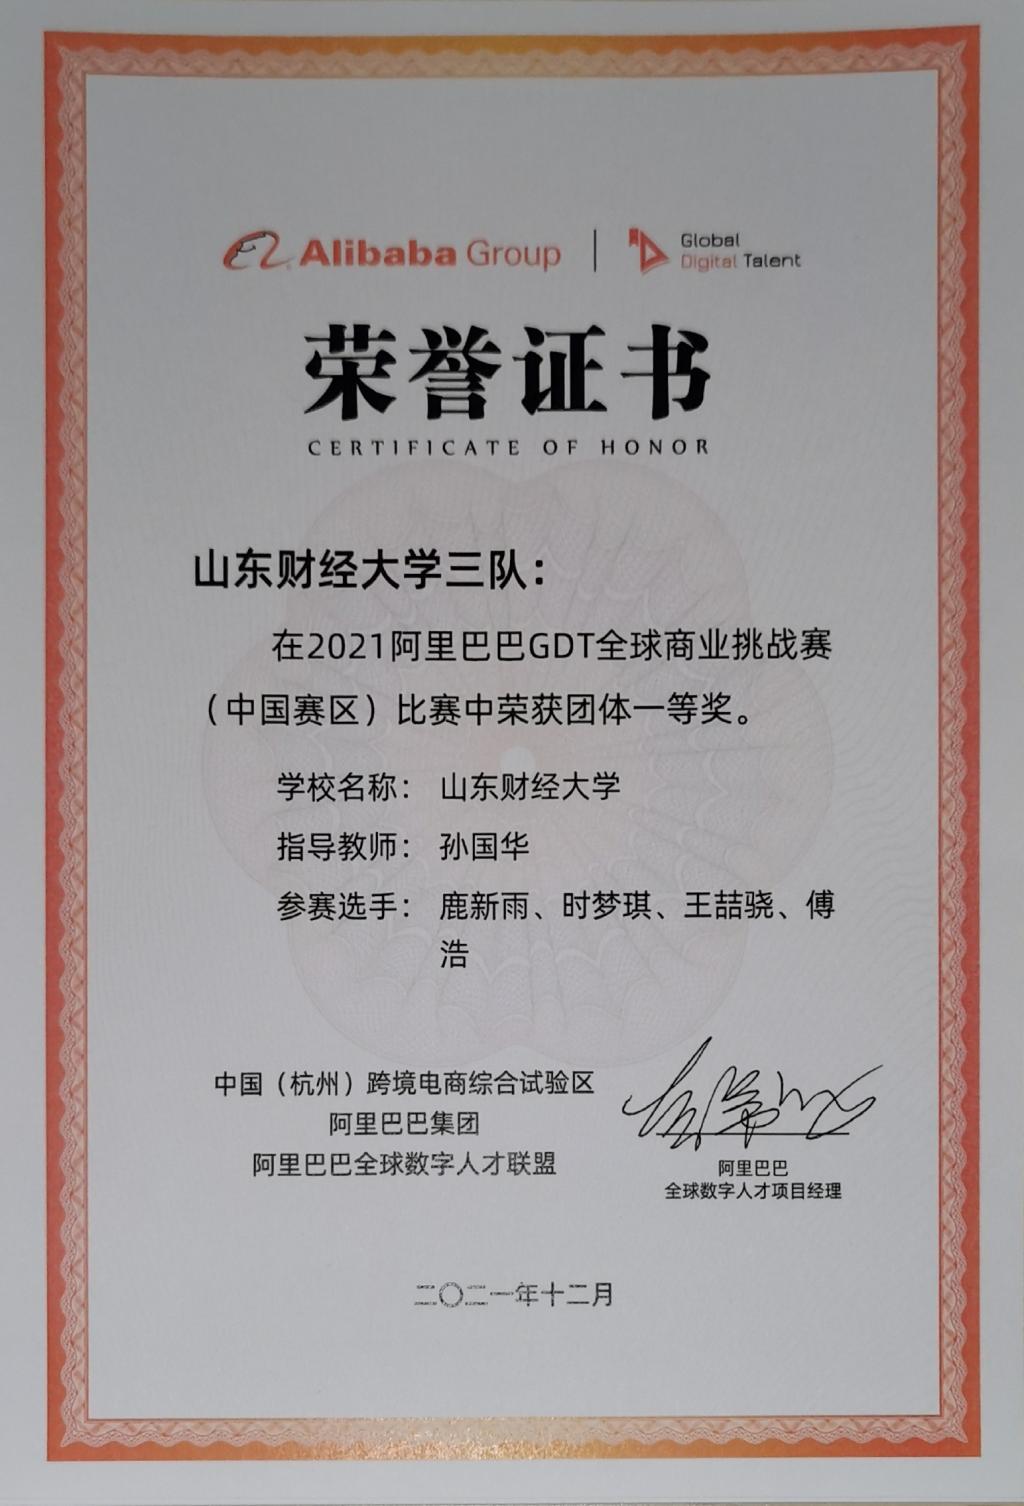 Alibaba Group
Global
Digital Talent
荣誉证书
CERTIFICATE OF HONOR
山东财经大学三队：
在2021阿里巴巴GDT全球商业挑战赛
（中国赛区）比赛中荣获团体一等奖。
学校名称： 山东财经大学
指导教师： 孙国华
参赛选手： 鹿新雨、时梦琪、王喆骁、傅
浩
中国（杭州）跨境电商综合试验区
阿里巴巴集团
阿里巴巴全球数字人才联盟
阿里巴巴
全球数字人才项目经理
二〇二一年十二月